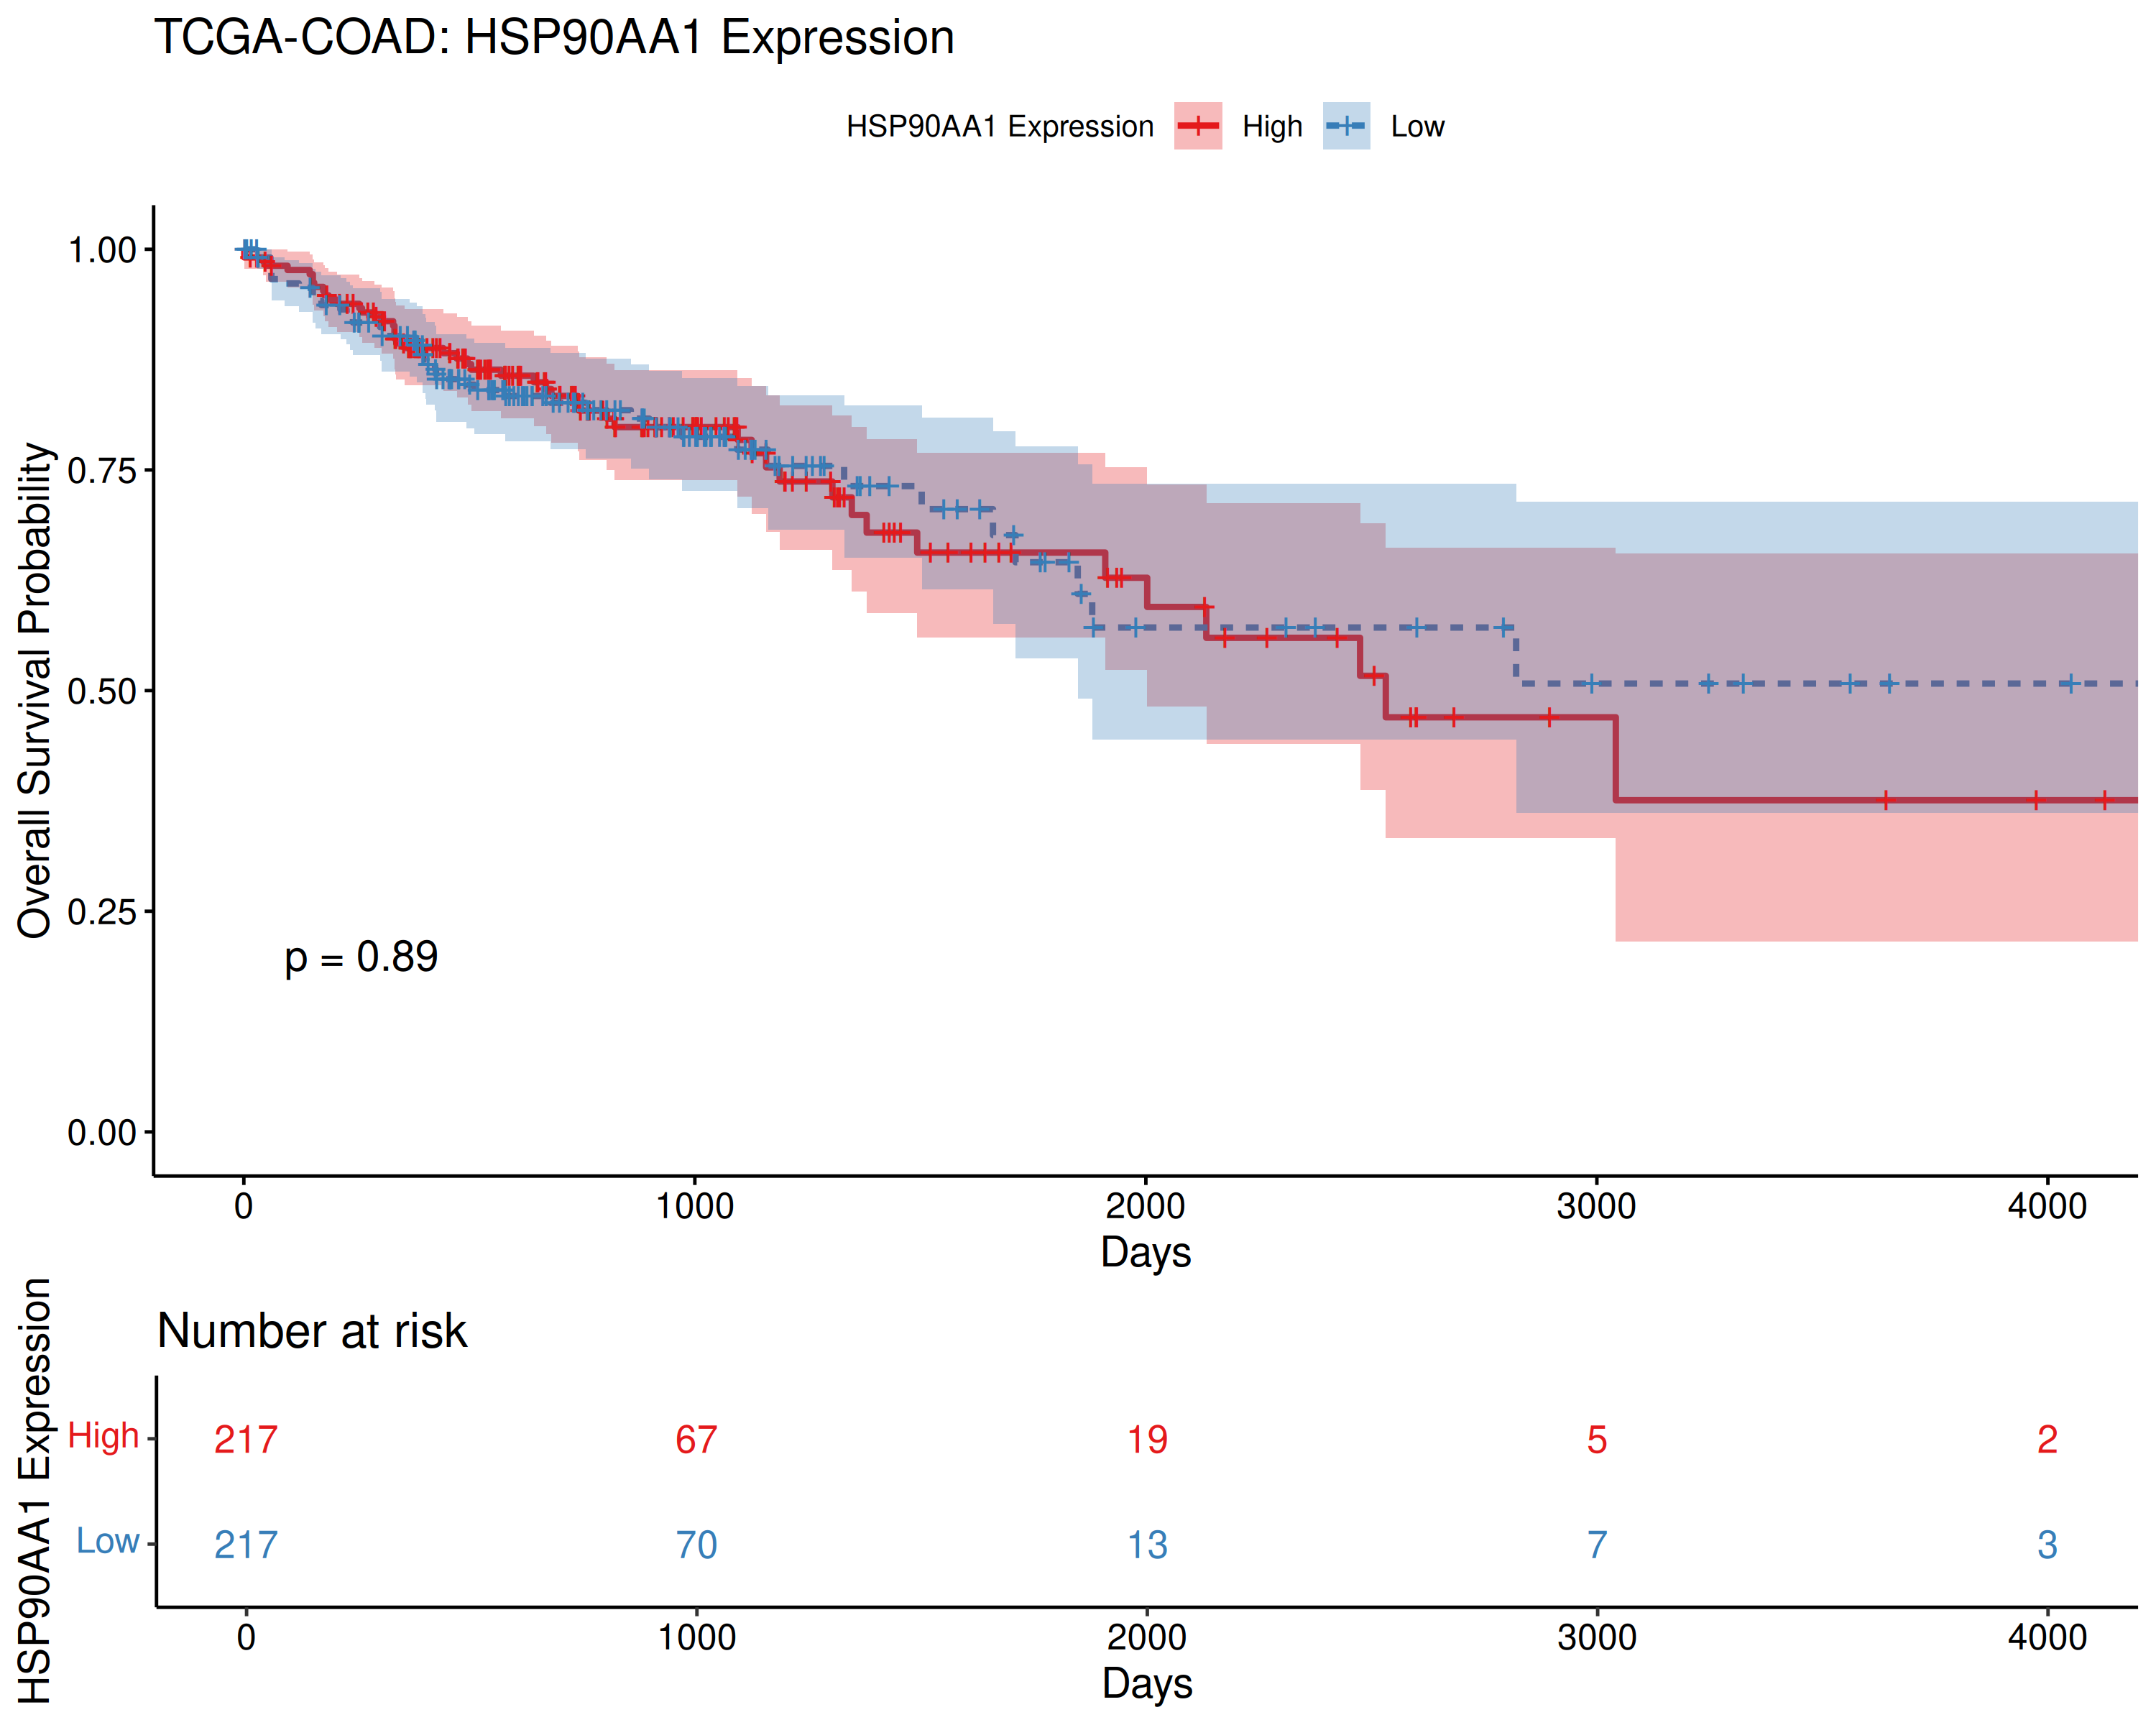 TCGA-COAD: HSP90AA1 Expression
HSP90AA1 Expression High Low
Overall Survival Probability
1.00
0.75
0.50
0.25
0.00
p = 0.89
0 1000 2000 3000 4000
Days
Number at risk
HSP90AA1 Expression
High 217 67 19 5 2
Low 217 70 13 7 3
0 1000 2000 3000 4000
Days